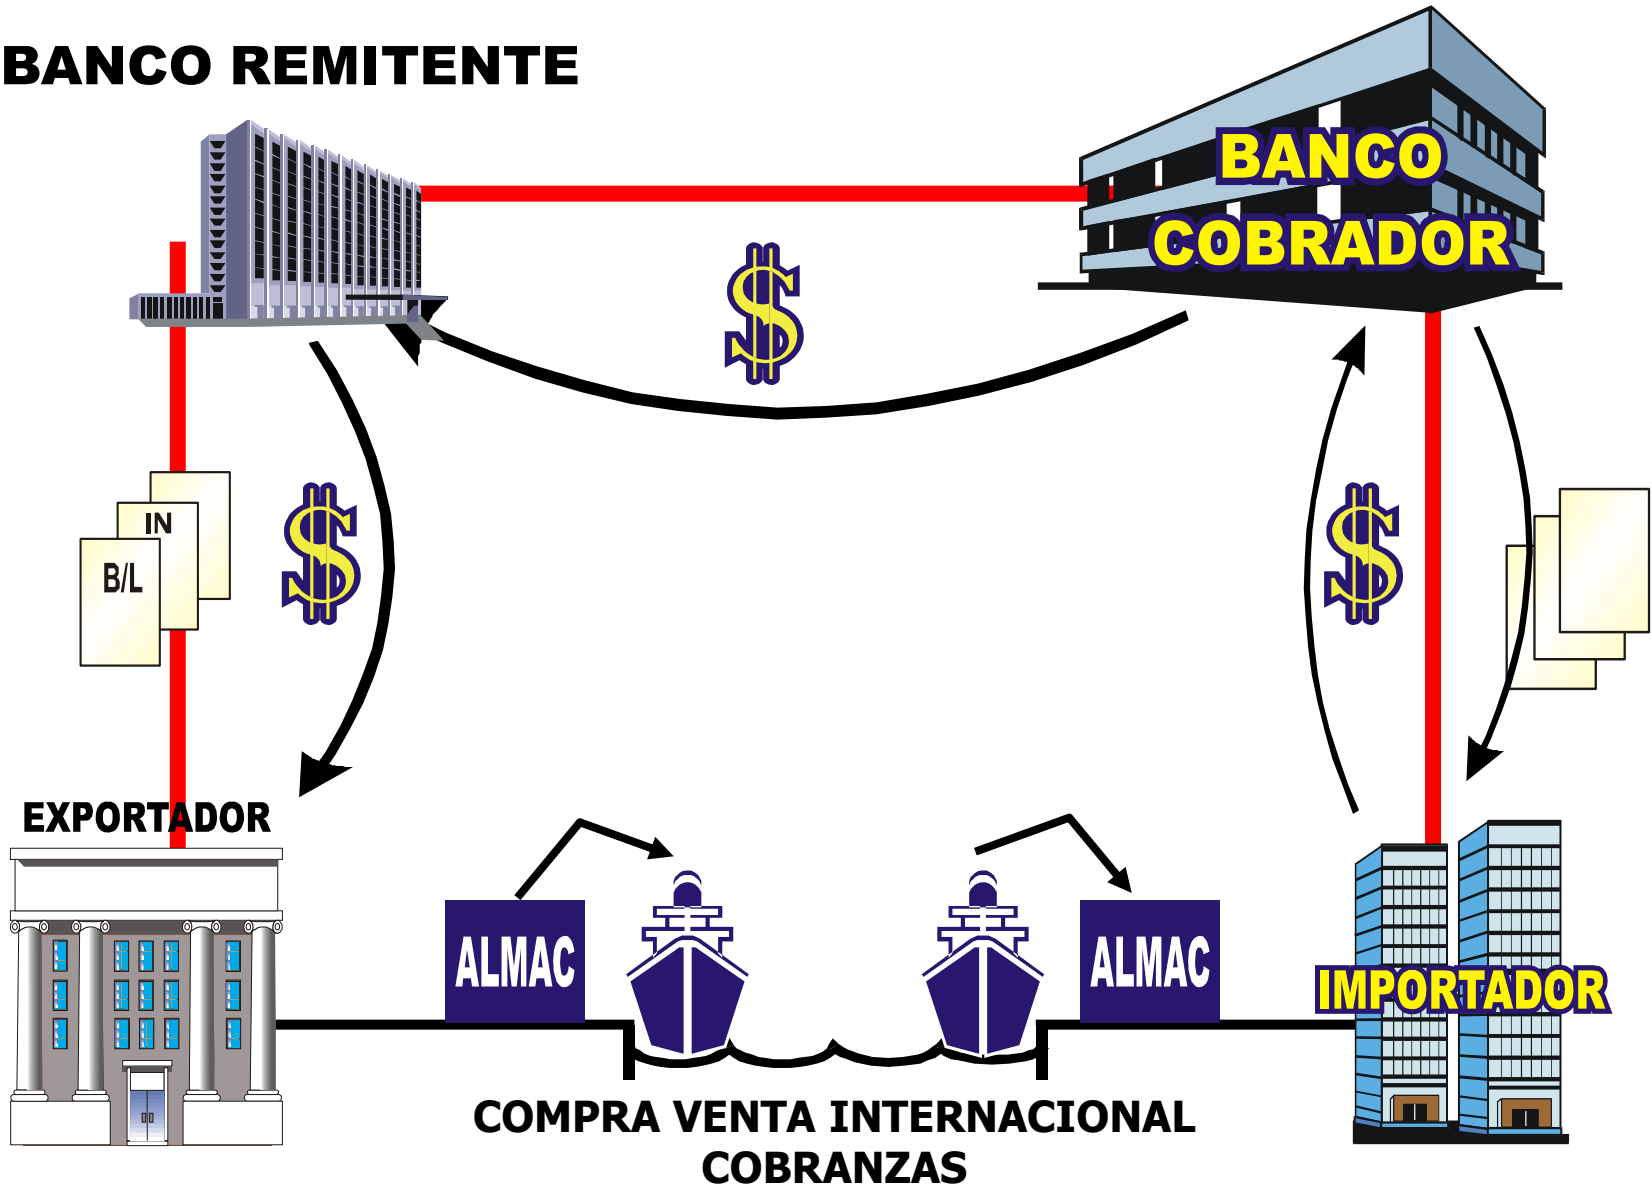 BANCO REMITENTE
BANCO
COBRADOR
$
IN
B/L
$
$
EXPORTADOR
ALMAC
ALMAC
IMPORTADOR
COMPRA VENTA INTERNACIONAL
COBRANZAS